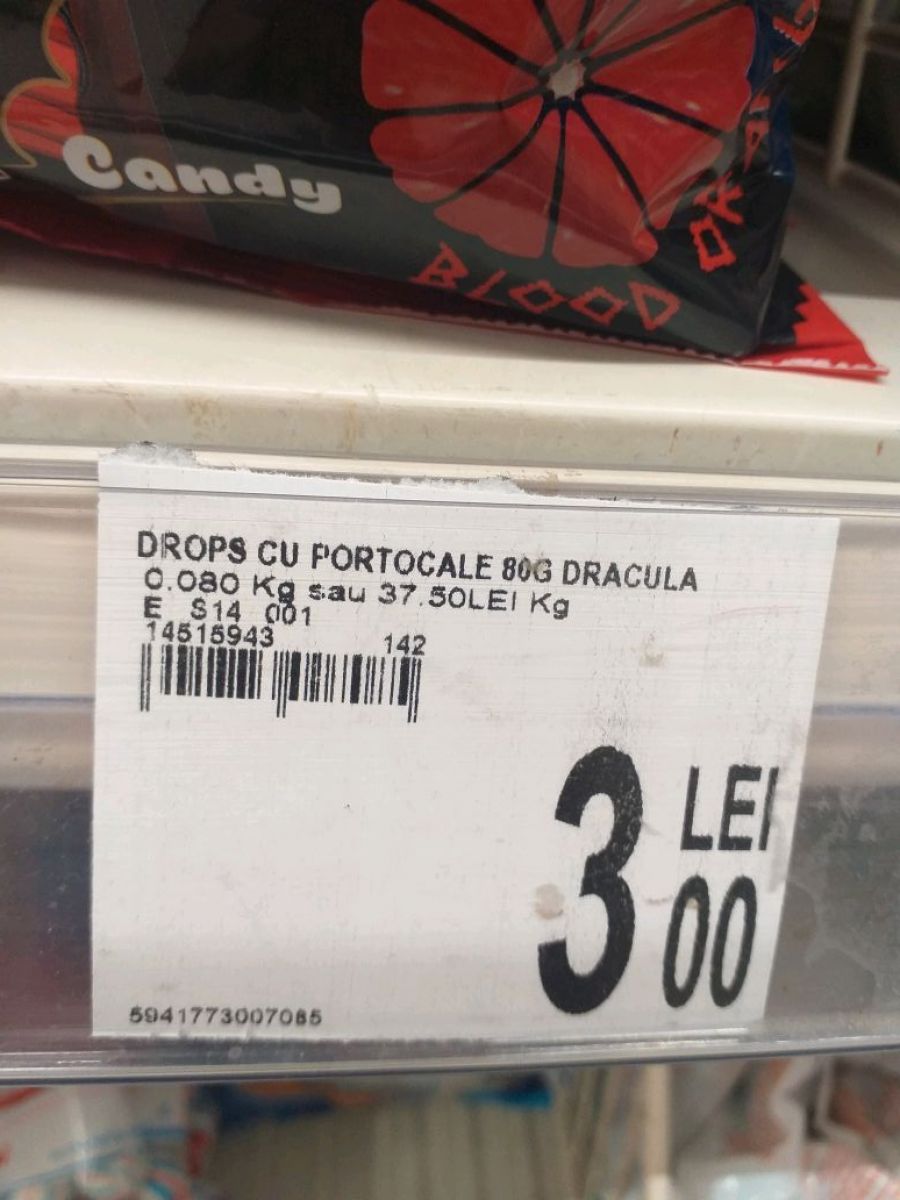 Candy
BLOOD
DROPS CU PORTOCALE 80G DRACULA
0.080 Kg sau 37.50LEI Kg
E S14 001
14515943 142
3 LEI
00
5941773007085